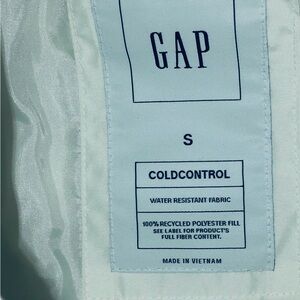 GAP
S
COLDCONTROL
WATER RESISTANT FABRIC
100% RECYCLED POLYESTER FILL
SEE LABEL FOR PRODUCT'S
FULL FIBER CONTENT.
MADE IN VIETNAM